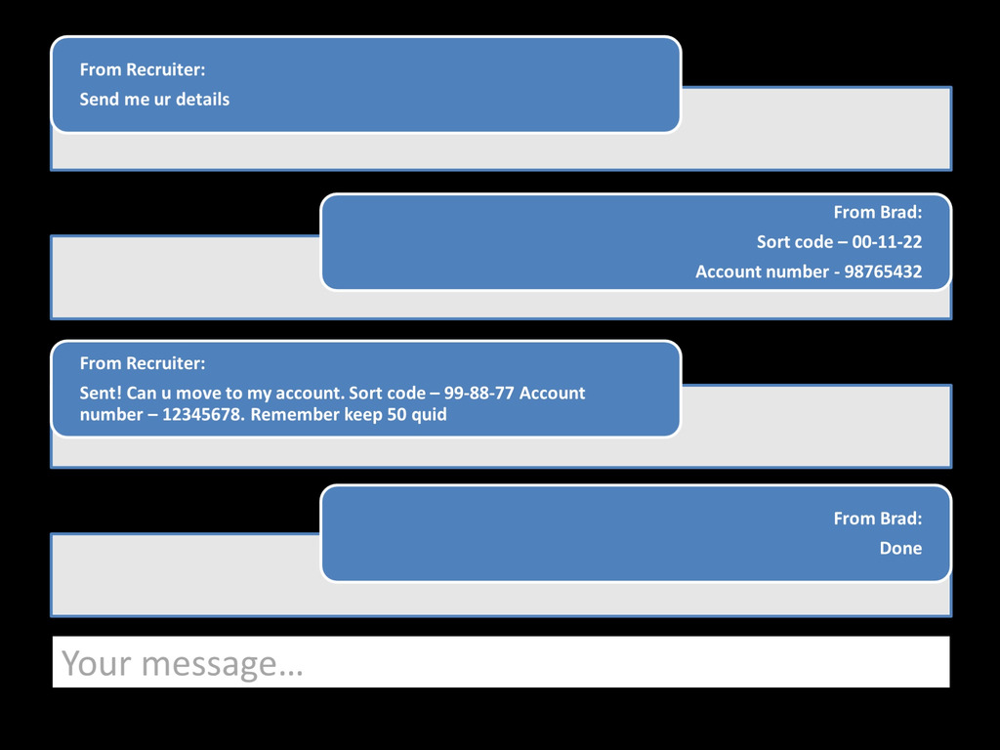 From Recruiter:
Send me ur details
From Brad:
Sort code – 00-11-22
Account number - 98765432
From Recruiter:
Sent! Can u move to my account. Sort code – 99-88-77 Account
number – 12345678. Remember keep 50 quid
From Brad:
Done
Your message…